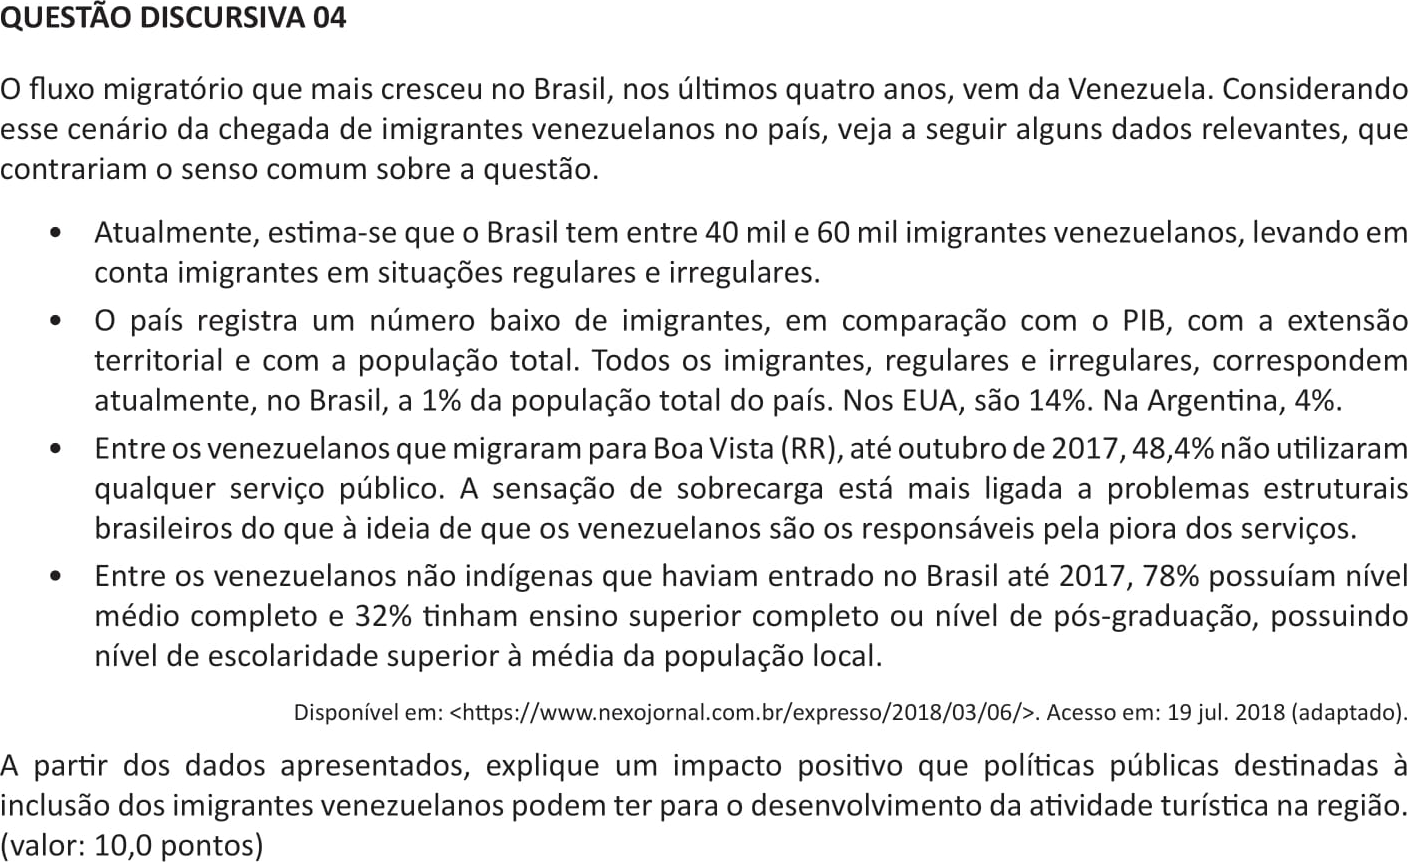 QUESTÃO DISCURSIVA 04
O fluxo migratório que mais cresceu no Brasil, nos últimos quatro anos, vem da Venezuela. Considerando
esse cenário da chegada de imigrantes venezuelanos no país, veja a seguir alguns dados relevantes, que
contrariam o senso comum sobre a questão.
• Atualmente, estima-se que o Brasil tem entre 40 mil e 60 mil imigrantes venezuelanos, levando em
conta imigrantes em situações regulares e irregulares.
• O país registra um número baixo de imigrantes, em comparação com o PIB, com a extensão
territorial e com a população total. Todos os imigrantes, regulares e irregulares, correspondem
atualmente, no Brasil, a 1% da população total do país. Nos EUA, são 14%. Na Argentina, 4%.
• Entre os venezuelanos que migraram para Boa Vista (RR), até outubro de 2017, 48,4% não utilizaram
qualquer serviço público. A sensação de sobrecarga está mais ligada a problemas estruturais
brasileiros do que à ideia de que os venezuelanos são os responsáveis pela piora dos serviços.
• Entre os venezuelanos não indígenas que haviam entrado no Brasil até 2017, 78% possuíam nível
médio completo e 32% tinham ensino superior completo ou nível de pós-graduação, possuindo
nível de escolaridade superior à média da população local.
Disponível em: <https://www.nexojornal.com.br/expresso/2018/03/06/>. Acesso em: 19 jul. 2018 (adaptado).
A partir dos dados apresentados, explique um impacto positivo que políticas públicas destinadas à
inclusão dos imigrantes venezuelanos podem ter para o desenvolvimento da atividade turística na região.
(valor: 10,0 pontos)